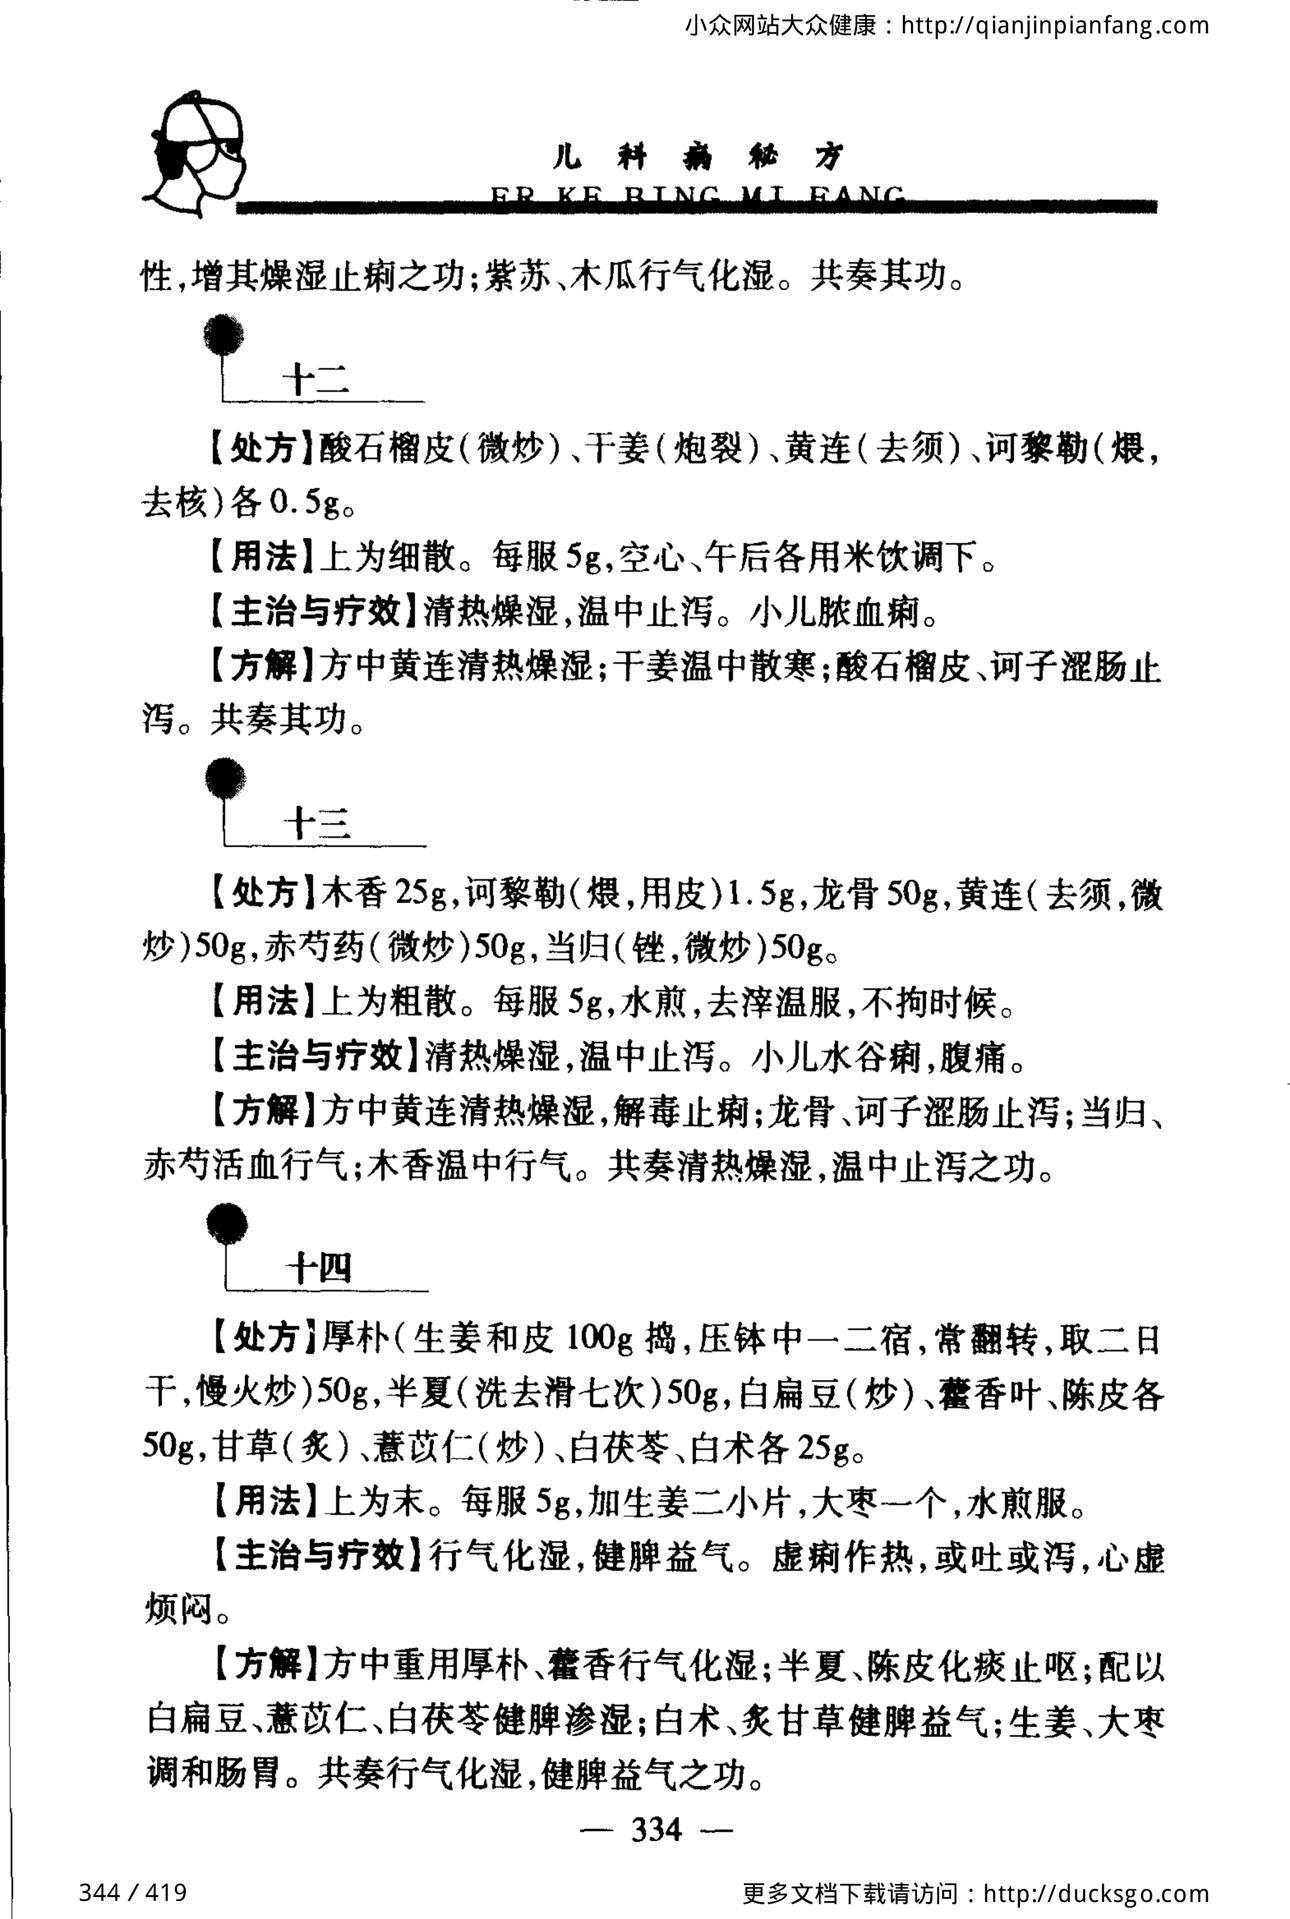 小众网站大众健康：http://qianjinpianfang.com
儿科病秘方
ER KE BING MI FANG
性,增其燥湿止痢之功;紫苏、木瓜行气化湿。共奏其功。
十二
【处方】酸石榴皮(微炒)、干姜(炮裂)、黄连(去须)、诃黎勒(煨,
去核)各0.5g。
【用法】上为细散。每服5g,空心、午后各用米饮调下。
【主治与疗效】清热燥湿,温中止泻。小儿脓血痢。
【方解】方中黄连清热燥湿;干姜温中散寒;酸石榴皮、诃子涩肠止
泻。共奏其功。
十三
【处方】木香25g,诃黎勒(煨,用皮)1.5g,龙骨50g,黄连(去须,微
炒)50g,赤芍药(微炒)50g,当归(锉,微炒)50g。
【用法】上为粗散。每服5g,水煎,去滓温服,不拘时候。
【主治与疗效】清热燥湿,温中止泻。小儿水谷痢,腹痛。
【方解】方中黄连清热燥湿,解毒止痢;龙骨、诃子涩肠止泻;当归、
赤芍活血行气;木香温中行气。共奏清热燥湿,温中止泻之功。
十四
【处方】厚朴(生姜和皮100g捣,压钵中一二宿,常翻转,取二日
干,慢火炒)50g,半夏(洗去滑七次)50g,白扁豆(炒)、藿香叶、陈皮各
50g,甘草(炙)、薏苡仁(炒)、白茯苓、白术各25g。
【用法】上为末。每服5g,加生姜二小片,大枣一个,水煎服。
【主治与疗效】行气化湿,健脾益气。虚痢作热,或吐或泻,心虚
烦闷。
【方解】方中重用厚朴、藿香行气化湿;半夏、陈皮化痰止呕;配以
白扁豆、薏苡仁、白茯苓健脾渗湿;白术、炙甘草健脾益气;生姜、大枣
调和肠胃。共奏行气化湿,健脾益气之功。
— 334 —
344 / 419
更多文档下载请访问：http://ducksgo.com